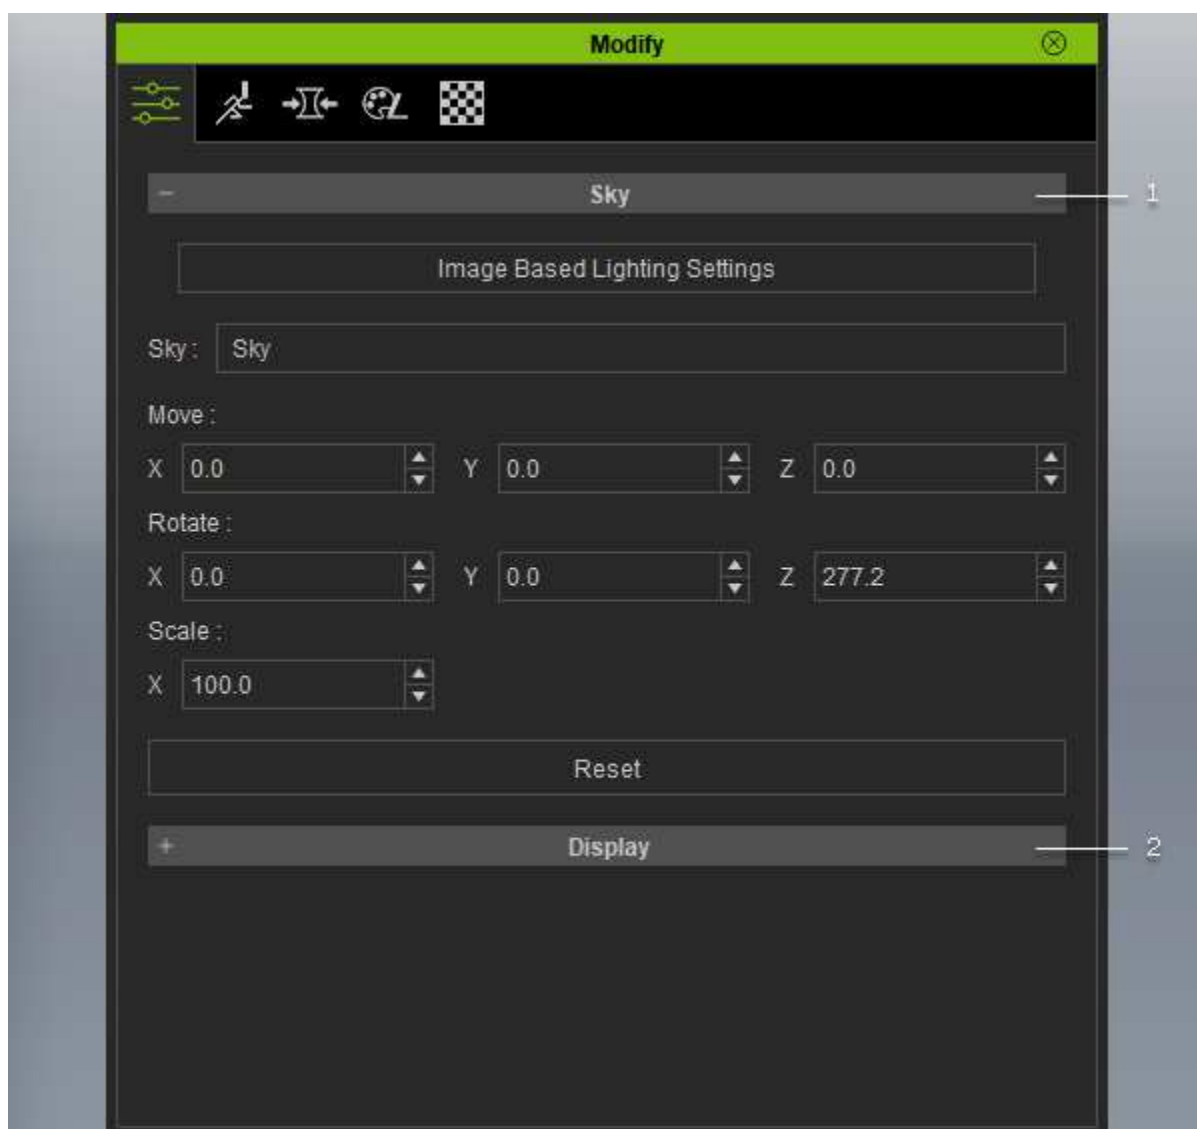 Modify
− Sky 1
Image Based Lighting Settings
Sky : Sky
Move :
X 0.0 Y 0.0 Z 0.0
Rotate :
X 0.0 Y 0.0 Z 277.2
Scale :
X 100.0
Reset
+ Display 2